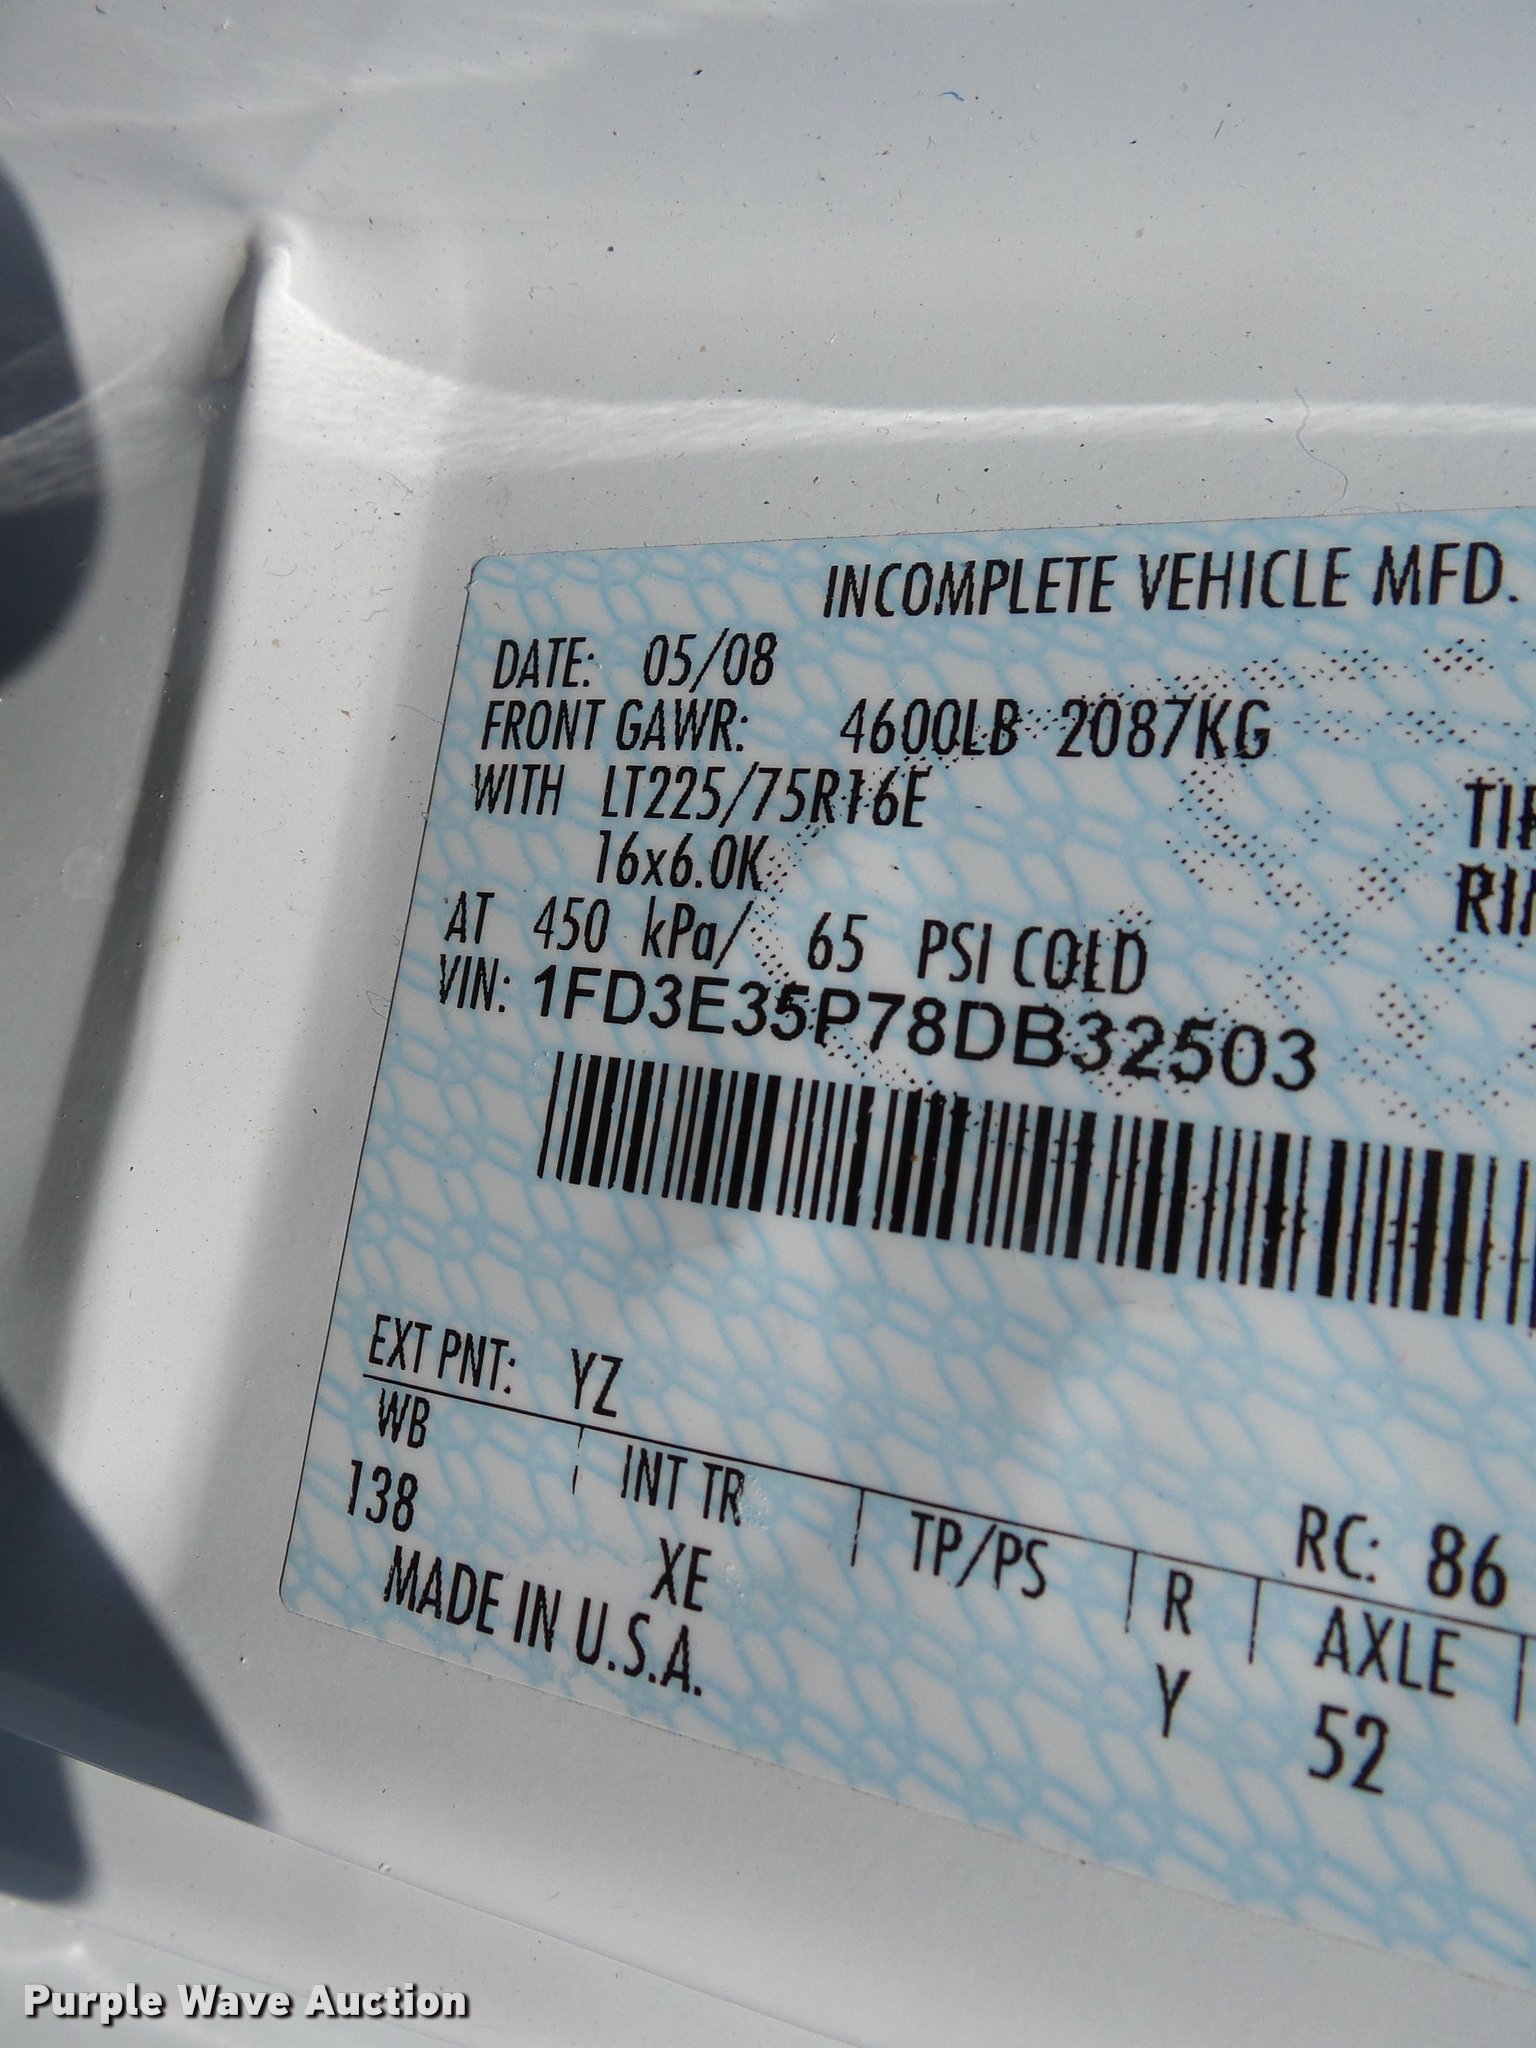 INCOMPLETE VEHICLE MFD.
DATE: 05/08
FRONT GAWR: 4600LB 2087KG
WITH LT225/75R16E
16x6.0K
AT 450 kPa/ 65 PSI COLD
VIN: 1FD3E35P78DB32503
EXT PNT: YZ
RC: 86
WB INT TR TP/PS R AXLE
138 XE Y 52
MADE IN U.S.A.
Purple Wave Auction